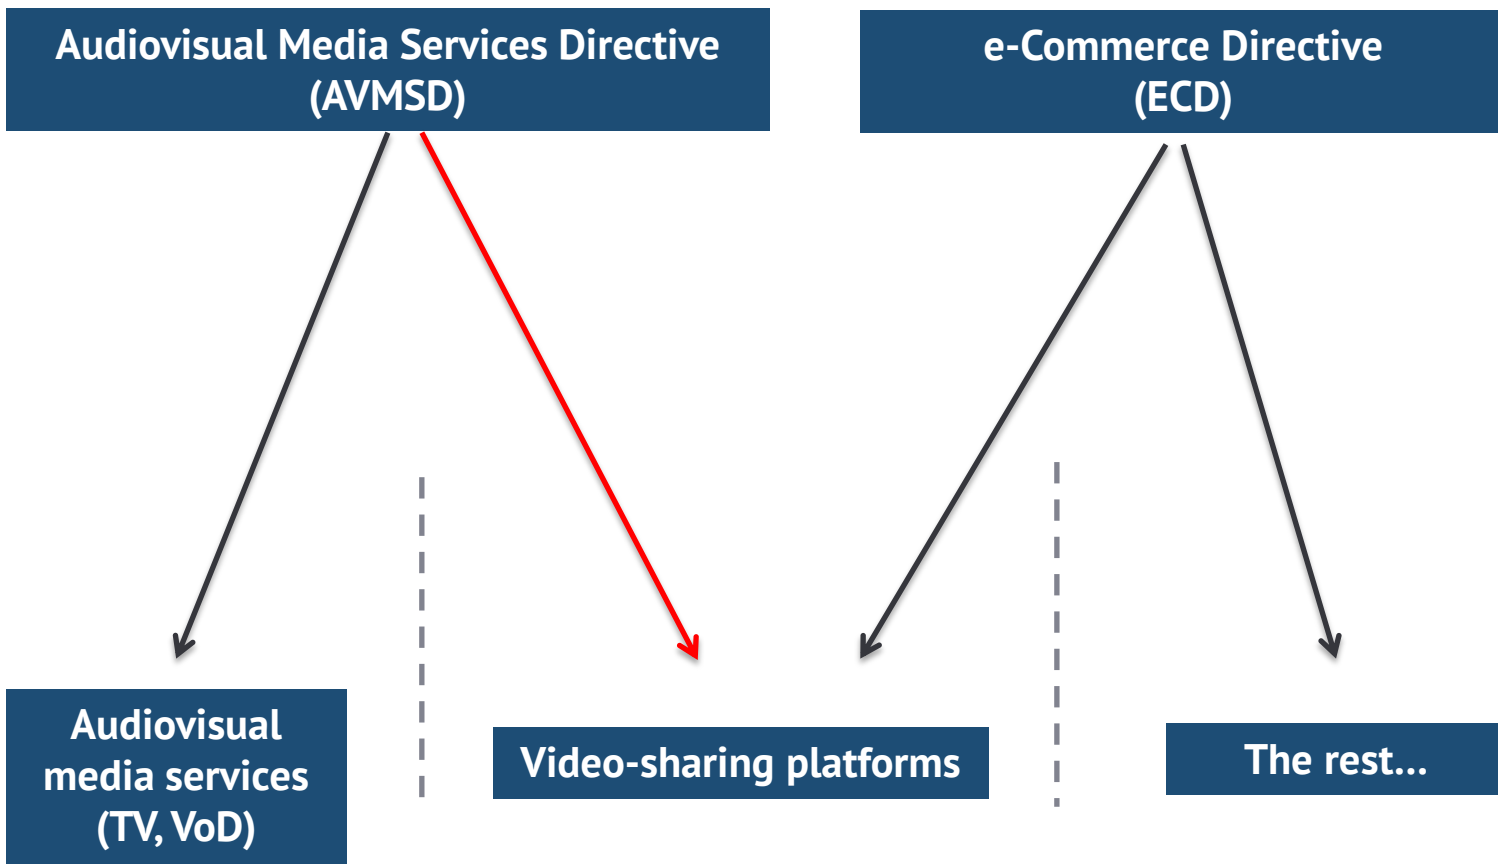 Audiovisual Media Services Directive
(AVMSD)
e-Commerce Directive
(ECD)
Audiovisual
media services
(TV, VoD)
Video-sharing platforms
The rest...